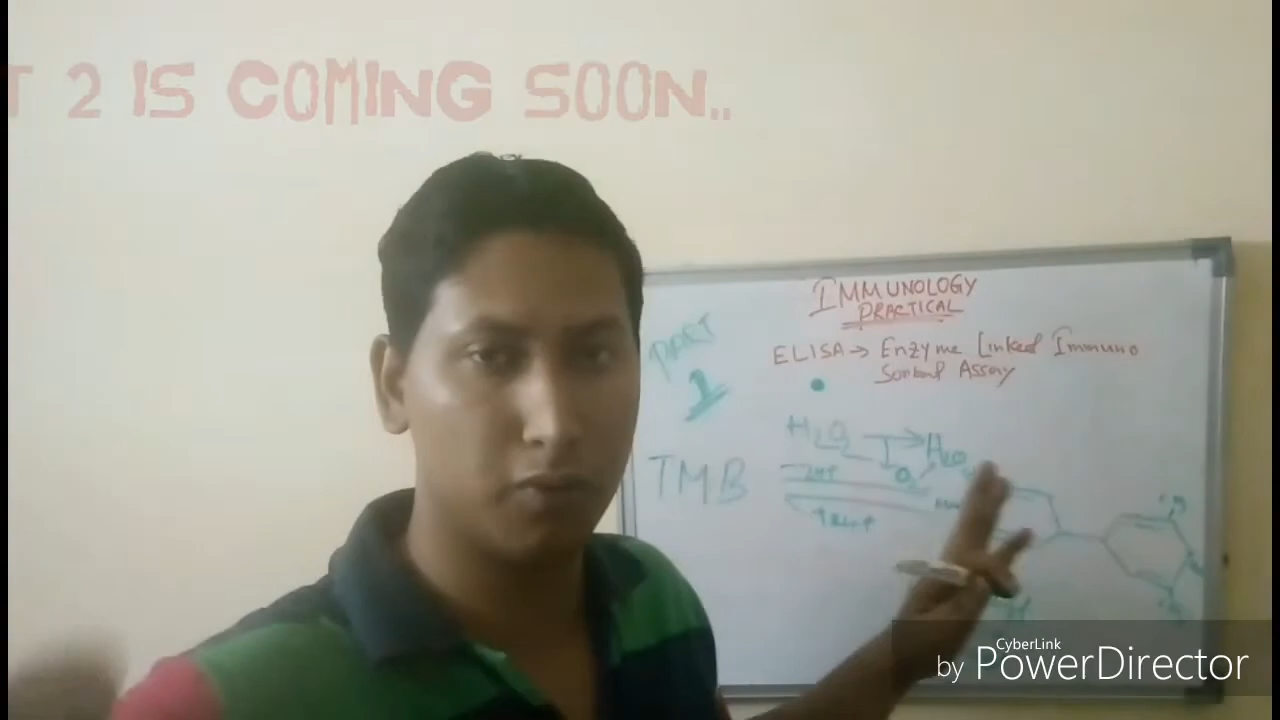 T 2 IS COMING SOON..
IMMUNOLOGY
PRACTICAL
ELISA → Enzyme Linked Immuno
Sorbent Assay
PART
1
H2O2 → H2O
O2
TMB
CyberLink
by PowerDirector